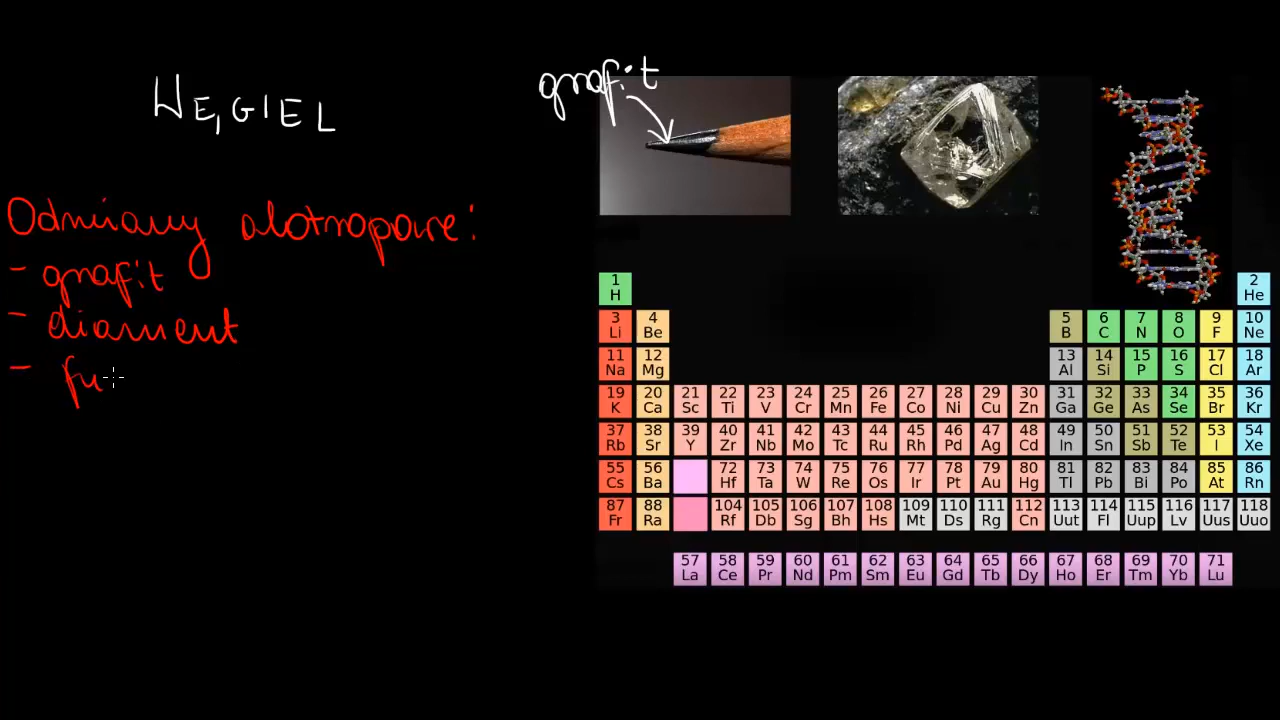 grafit
WĘGIEL
Odmiany alotropowe:
- grafit
- diament
- fu
1 H 2 He
3 Li 4 Be 5 B 6 C 7 N 8 O 9 F 10 Ne
11 Na 12 Mg 13 Al 14 Si 15 P 16 S 17 Cl 18 Ar
19 K 20 Ca 21 Sc 22 Ti 23 V 24 Cr 25 Mn 26 Fe 27 Co 28 Ni 29 Cu 30 Zn 31 Ga 32 Ge 33 As 34 Se 35 Br 36 Kr
37 Rb 38 Sr 39 Y 40 Zr 41 Nb 42 Mo 43 Tc 44 Ru 45 Rh 46 Pd 47 Ag 48 Cd 49 In 50 Sn 51 Sb 52 Te 53 I 54 Xe
55 Cs 56 Ba 72 Hf 73 Ta 74 W 75 Re 76 Os 77 Ir 78 Pt 79 Au 80 Hg 81 Tl 82 Pb 83 Bi 84 Po 85 At 86 Rn
87 Fr 88 Ra 104 Rf 105 Db 106 Sg 107 Bh 108 Hs 109 Mt 110 Ds 111 Rg 112 Cn 113 Uut 114 Fl 115 Uup 116 Lv 117 Uus 118 Uuo
57 La 58 Ce 59 Pr 60 Nd 61 Pm 62 Sm 63 Eu 64 Gd 65 Tb 66 Dy 67 Ho 68 Er 69 Tm 70 Yb 71 Lu